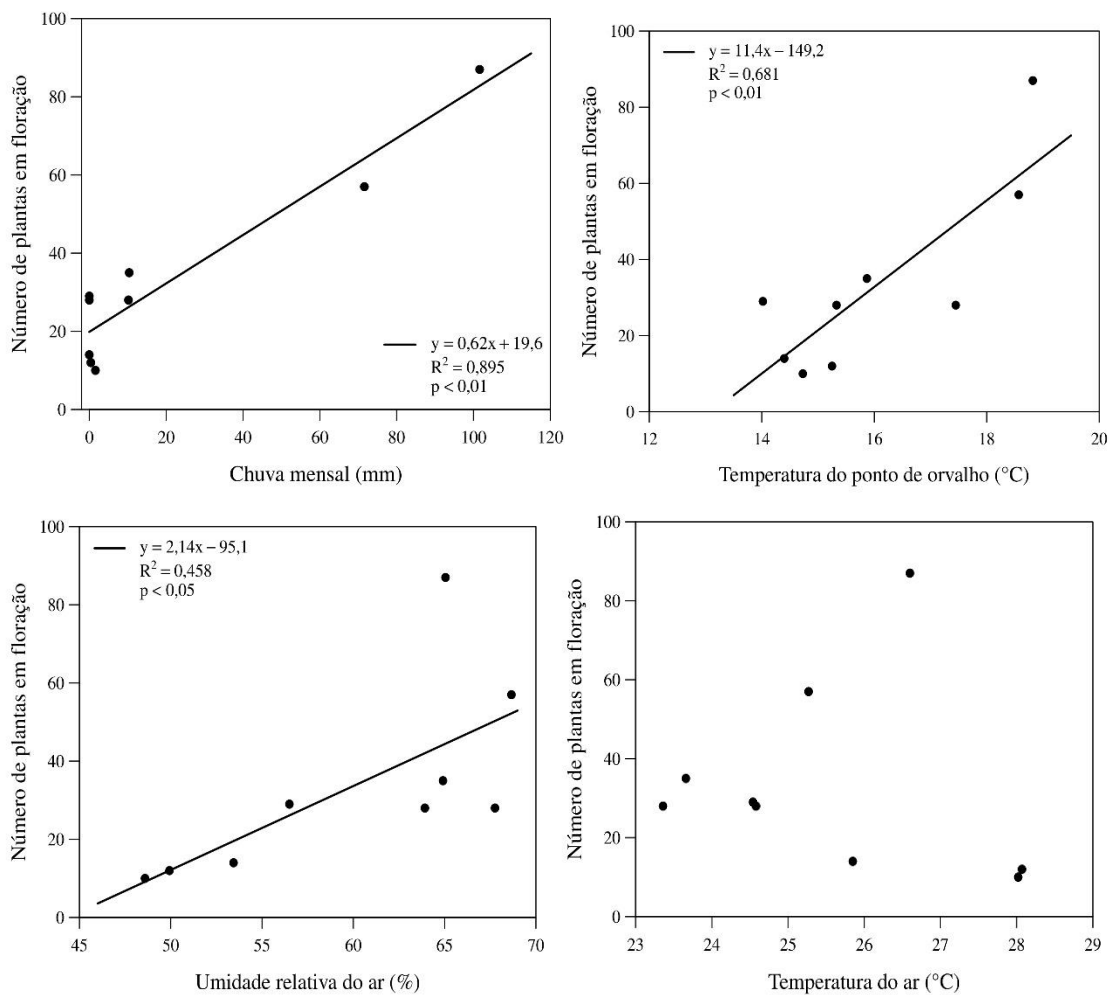 Número de plantas em floração
100
80
60
40
20
0
y = 0,62x + 19,6
R² = 0,895
p < 0,01
0 20 40 60 80 100 120
Chuva mensal (mm)
Número de plantas em floração
100
80
60
40
20
0
y = 11,4x – 149,2
R² = 0,681
p < 0,01
12 14 16 18 20
Temperatura do ponto de orvalho (°C)
Número de plantas em floração
100
80
60
40
20
0
y = 2,14x – 95,1
R² = 0,458
p < 0,05
45 50 55 60 65 70
Umidade relativa do ar (%)
Número de plantas em floração
100
80
60
40
20
0
23 24 25 26 27 28 29
Temperatura do ar (°C)